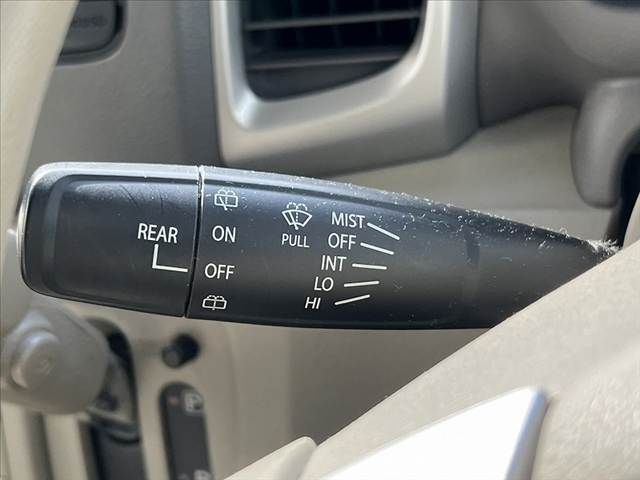 REAR
ON
OFF
PULL
MIST
OFF
INT
LO
HI